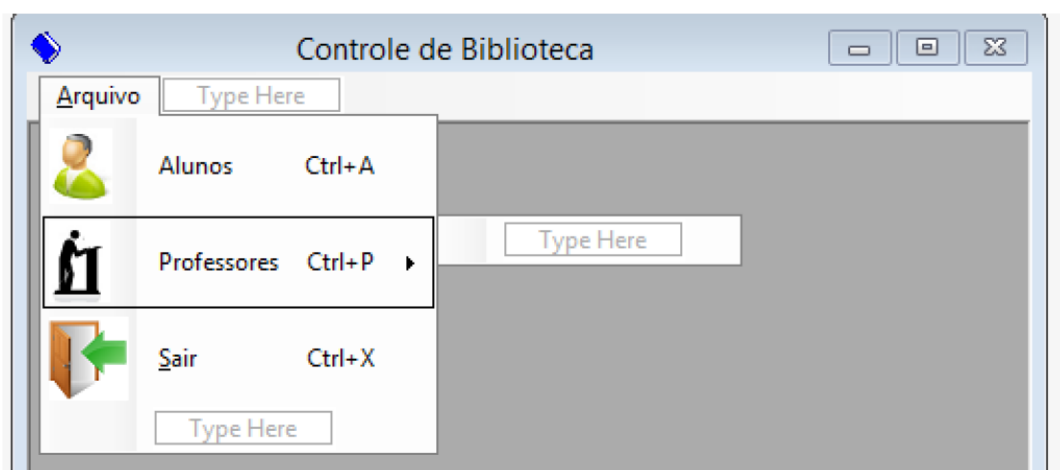 Controle de Biblioteca
Arquivo Type Here
Alunos Ctrl+A
Professores Ctrl+P Type Here
Sair Ctrl+X
Type Here